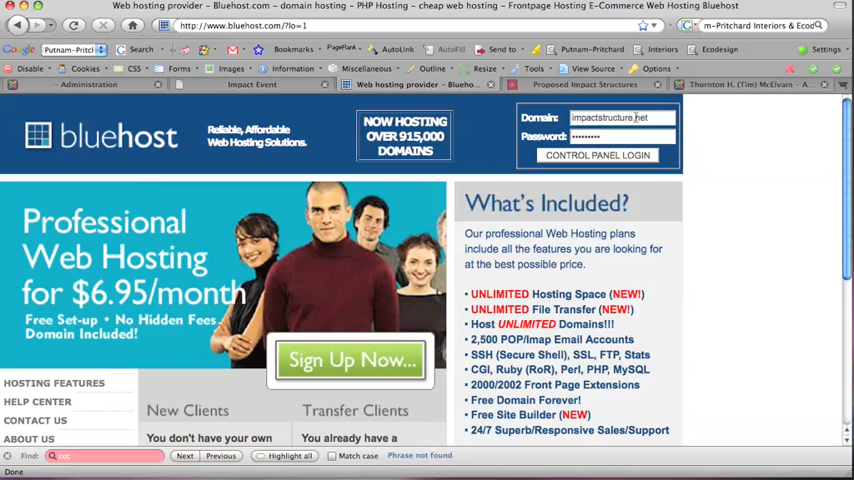 Web hosting provider - Bluehost.com - domain hosting - PHP Hosting - cheap web hosting - Frontpage Hosting E-Commerce Web Hosting Bluehost
http://www.bluehost.com/?lo=1
m-Pritchard Interiors & Ecod
Google
Putnam-Pritcl
Search
Bookmarks
PageRank
AutoLink
AutoFill
Send to
Putnam-Pritchard
Interiors
Ecodesign
Settings
Disable
Cookies
CSS
Forms
Images
Information
Miscellaneous
Outline
Resize
Tools
View Source
Options
~ Administration
Impact Event
Web hosting provider - Blueho...
Proposed Impact Structures
Thornton H. (Tim) McElvain – A...
bluehost
Reliable, Affordable
Web Hosting Solutions.
NOW HOSTING
OVER 915,000
DOMAINS
Domain: impactstructure.net
Password: •••••••••
CONTROL PANEL LOGIN
Professional
Web Hosting
for $6.95/month
Free Set-up • No Hidden Fees
Domain Included!
Sign Up Now...
What's Included?
Our professional Web Hosting plans
include all the features you are looking for
at the best possible price.
UNLIMITED Hosting Space (NEW!)
UNLIMITED File Transfer (NEW!)
Host UNLIMITED Domains!!!
2,500 POP/Imap Email Accounts
SSH (Secure Shell), SSL, FTP, Stats
CGI, Ruby (RoR), Perl, PHP, MySQL
2000/2002 Front Page Extensions
Free Domain Forever!
Free Site Builder (NEW)
24/7 Superb/Responsive Sales/Support
HOSTING FEATURES
HELP CENTER
CONTACT US
ABOUT US
New Clients
You don't have your own
Transfer Clients
You already have a
Find: ccc
Next
Previous
Highlight all
Match case
Phrase not found
Done